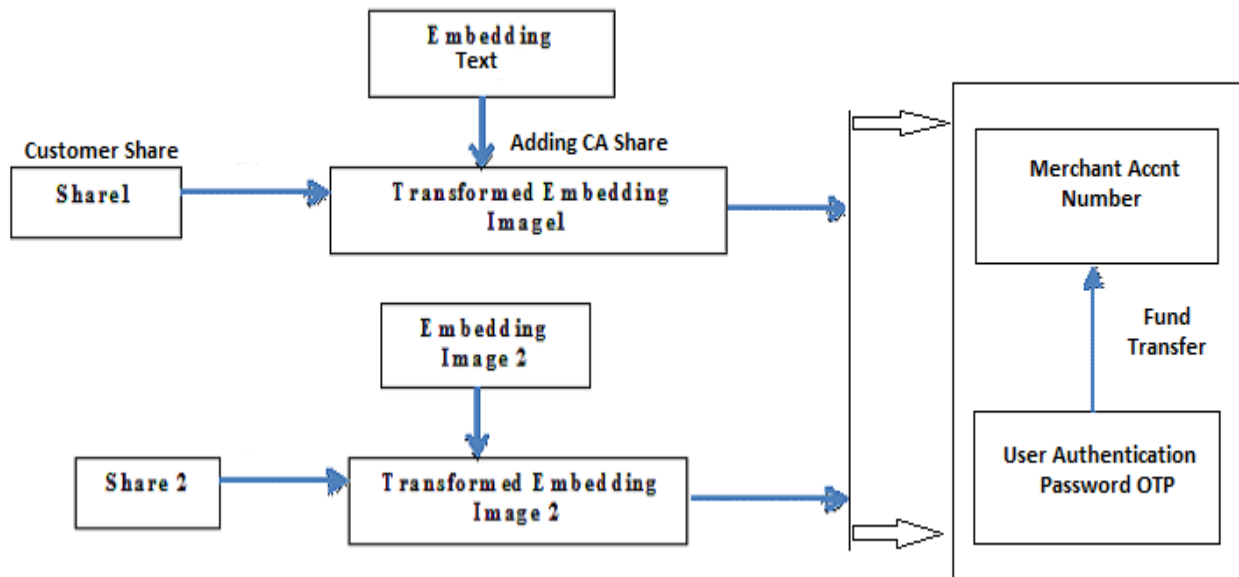 Embedding
Text
Customer Share
Adding CA Share
Share1
Transformed Embedding
Image1
Merchant Accnt
Number
Embedding
Image 2
Fund
Transfer
Share 2
Transformed Embedding
Image 2
User Authentication
Password OTP